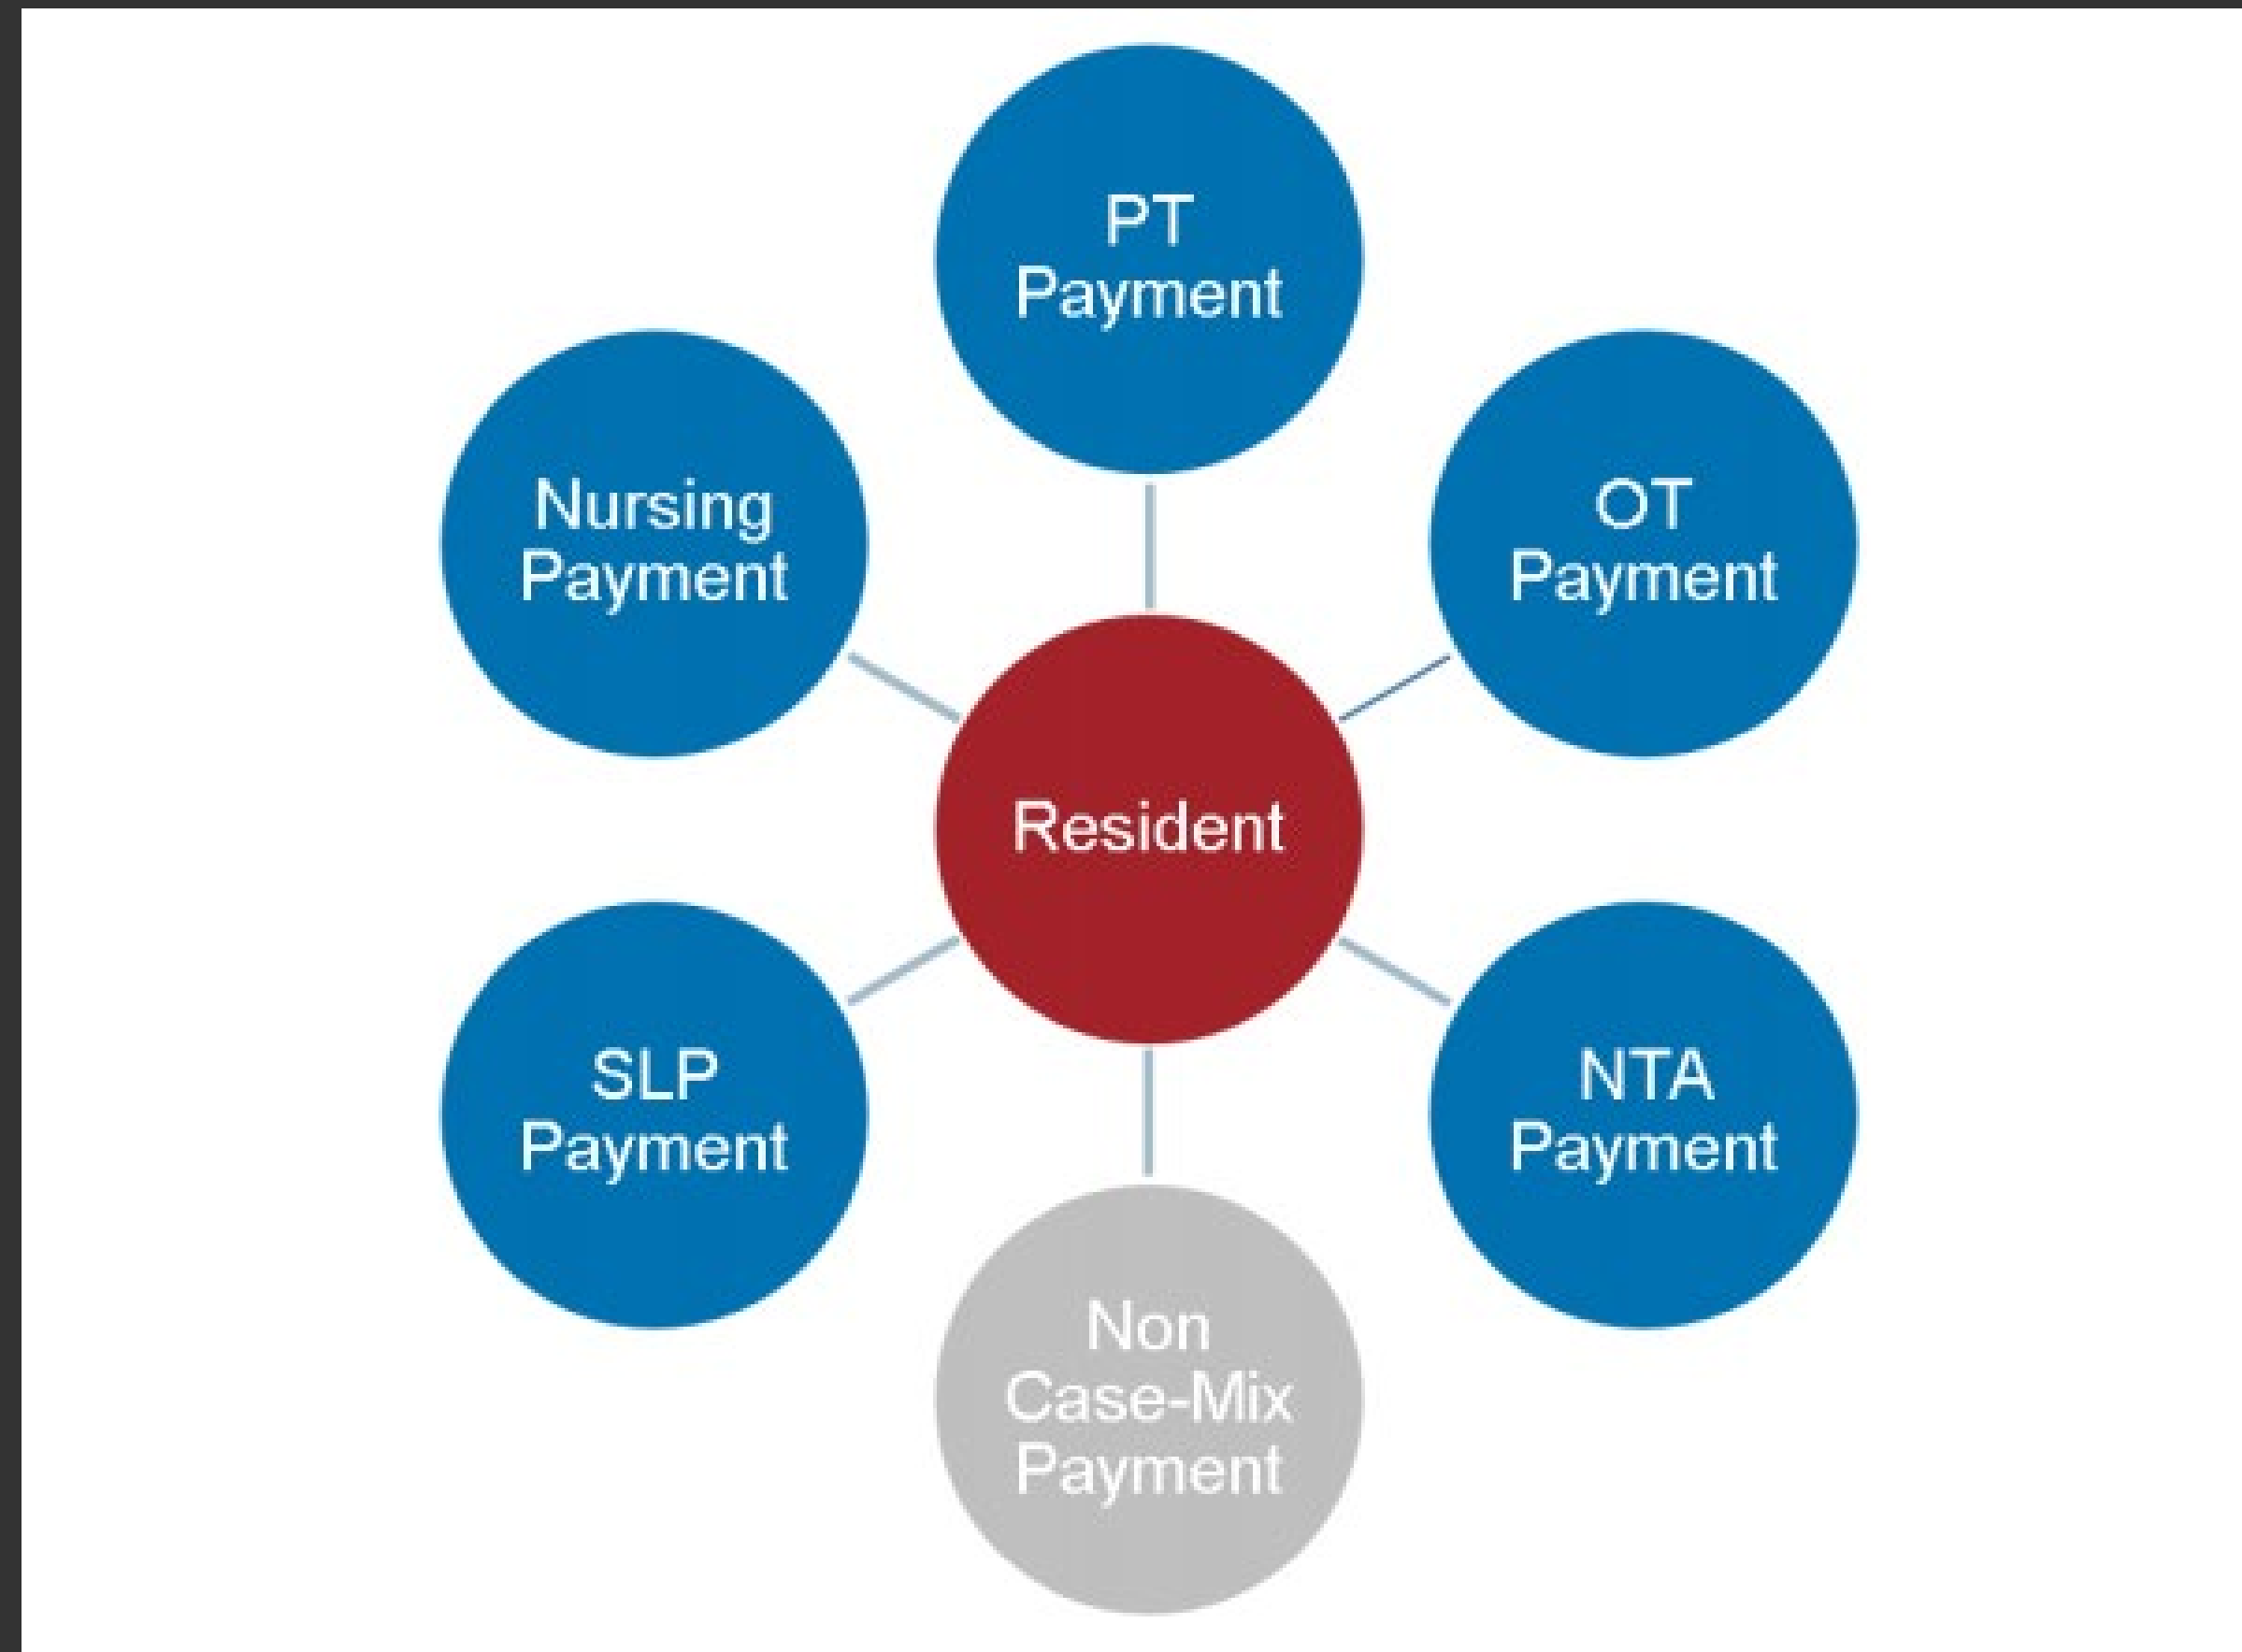 PT
Payment
Nursing
Payment
OT
Payment
Resident
SLP
Payment
NTA
Payment
Non
Case-Mix
Payment